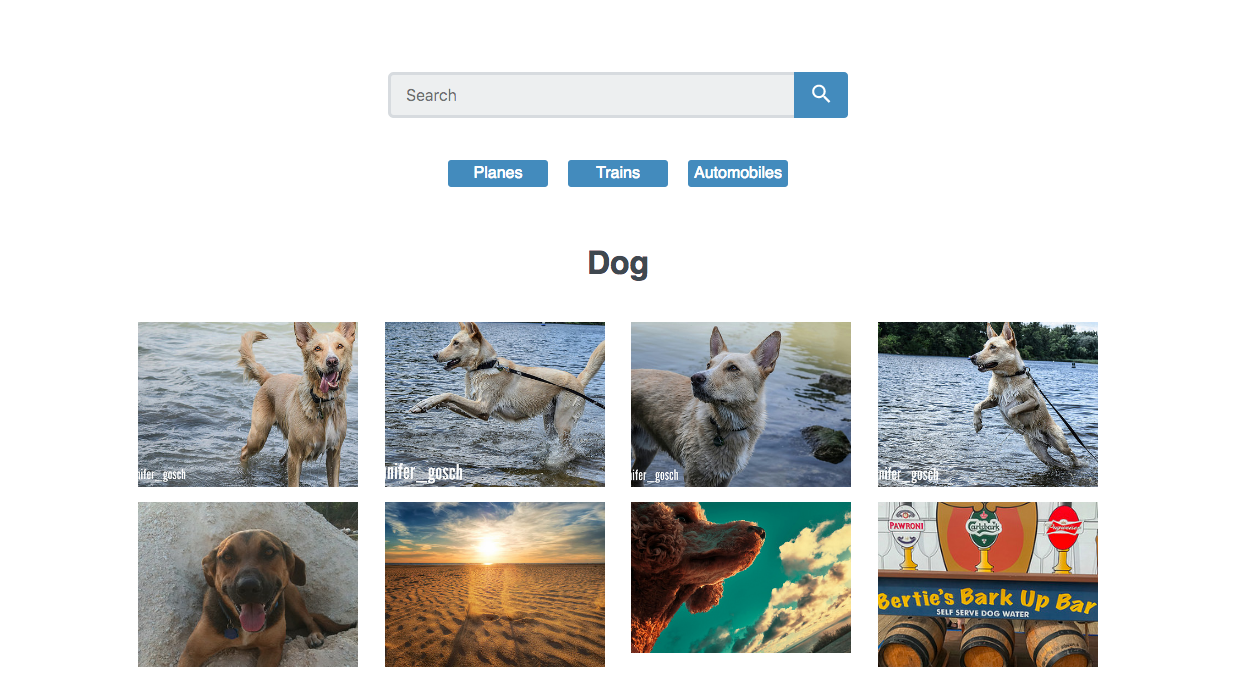 Search
Planes
Trains
Automobiles
Dog
nifer_gosch
nifer_gosch
nifer_gosch
nifer_gosch
PAWRONI
Carlsbark
Bertie's Bark Up Bar
SELF SERVE DOG WATER